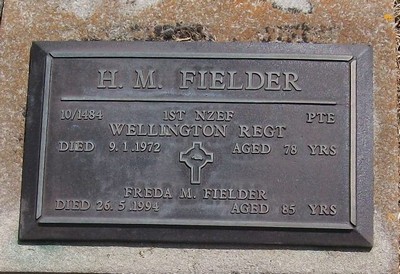 H. M. FIELDER
10/1484 1ST NZEF PTE
WELLINGTON REGT
DIED 9.1.1972 AGED 78 YRS
FREDA M. FIELDER
DIED 26.5.1994 AGED 85 YRS